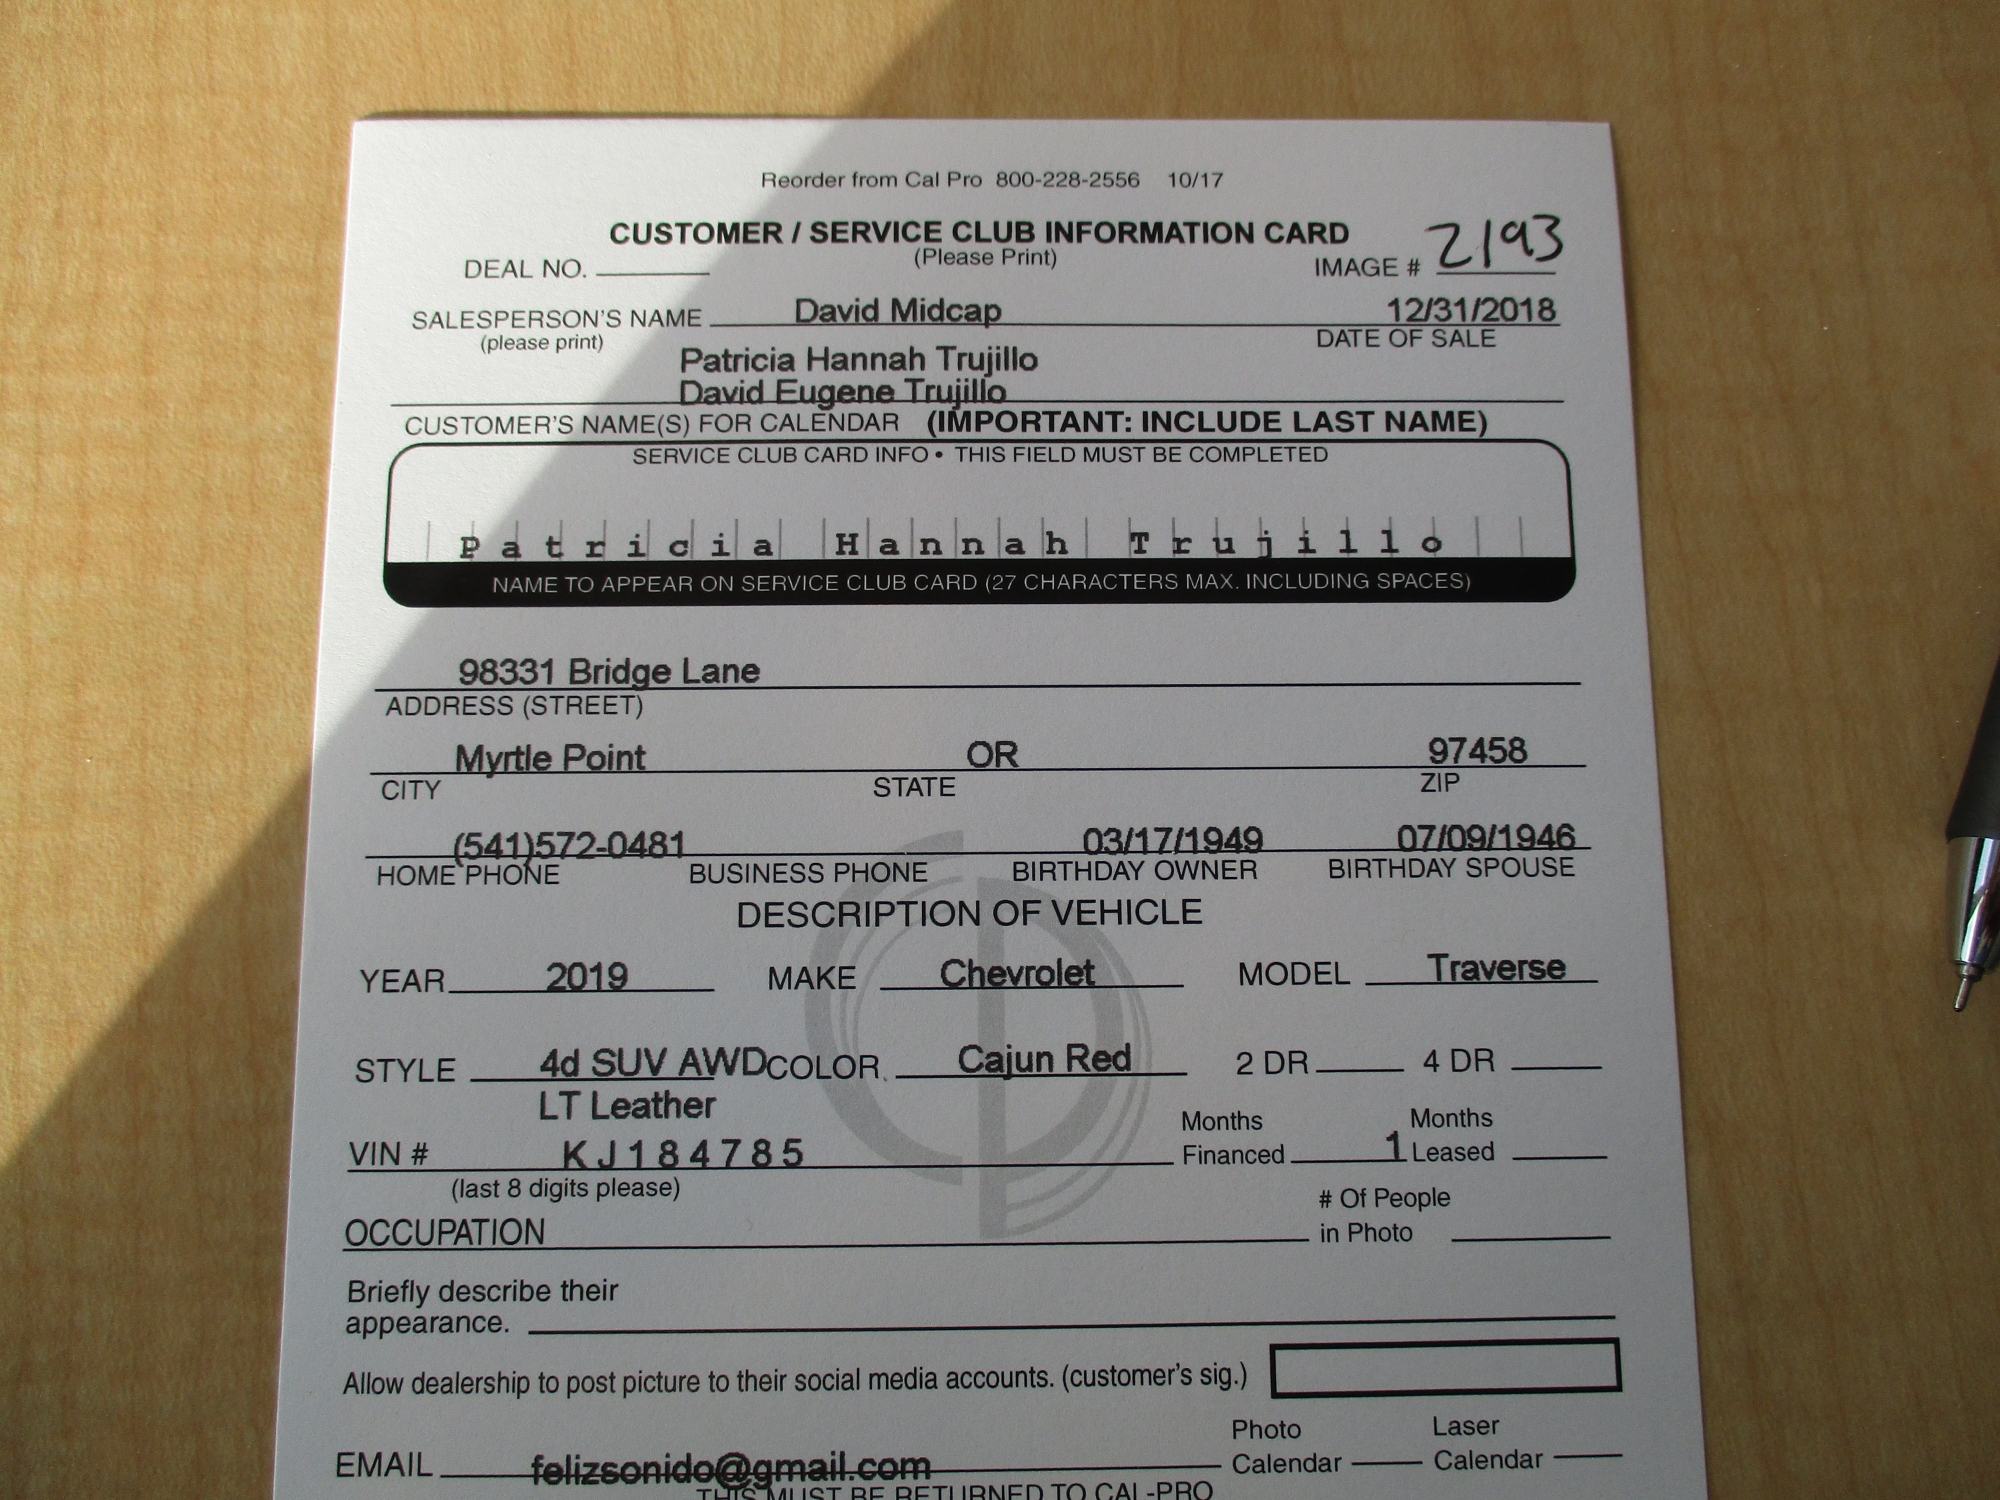 Reorder from Cal Pro 800-228-2556 10/17
CUSTOMER / SERVICE CLUB INFORMATION CARD
(Please Print)
DEAL NO.
IMAGE # 2193
SALESPERSON'S NAME David Midcap 12/31/2018
(please print) DATE OF SALE
Patricia Hannah Trujillo
David Eugene Trujillo
CUSTOMER'S NAME(S) FOR CALENDAR (IMPORTANT: INCLUDE LAST NAME)
SERVICE CLUB CARD INFO • THIS FIELD MUST BE COMPLETED
Patricia Hannah Trujillo
NAME TO APPEAR ON SERVICE CLUB CARD (27 CHARACTERS MAX. INCLUDING SPACES)
98331 Bridge Lane
ADDRESS (STREET)
Myrtle Point OR 97458
CITY STATE ZIP
(541)572-0481 03/17/1949 07/09/1946
HOME PHONE BUSINESS PHONE BIRTHDAY OWNER BIRTHDAY SPOUSE
DESCRIPTION OF VEHICLE
YEAR 2019 MAKE Chevrolet MODEL Traverse
STYLE 4d SUV AWD COLOR Cajun Red 2 DR 4 DR
LT Leather
Months Months
VIN # KJ184785 Financed 1 Leased
(last 8 digits please)
# Of People
OCCUPATION in Photo
Briefly describe their
appearance.
Allow dealership to post picture to their social media accounts. (customer's sig.)
Photo Laser
EMAIL felizsonido@gmail.com Calendar Calendar
THIS MUST BE RETURNED TO CAL-PRO